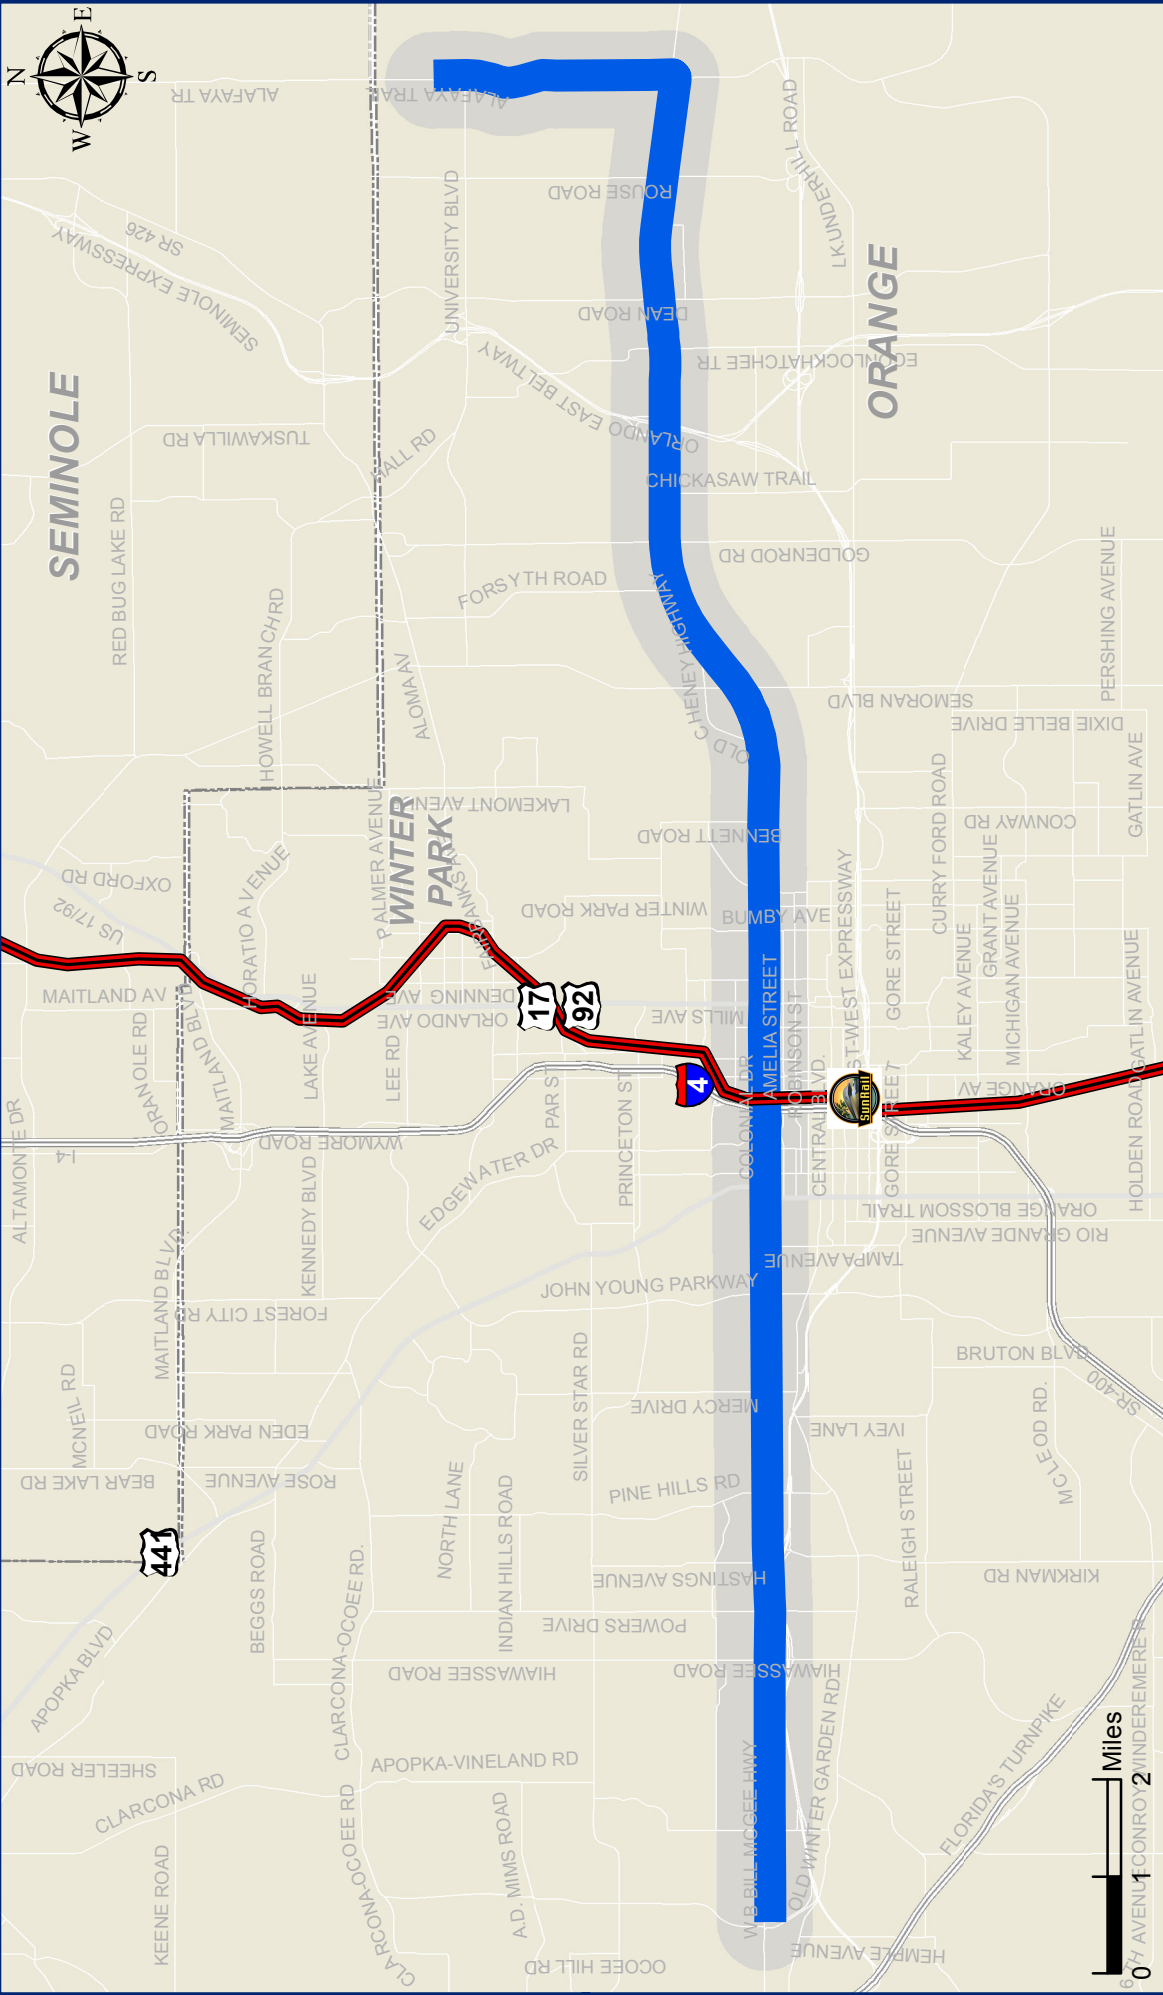 N
E
S
W
ALAFAYA TR
ALAFAYA TRAIL
ALAFAYA TRAIL
SR 426
SEMINOLE EXPRESSWAY
UNIVERSITY BLVD
ROUSE ROAD
LK.UNDERHILL ROAD
DEAN ROAD
ORANGE
ECONLOCKHATCHEE TR
ORLANDO EAST BELTWAY
SEMINOLE
TUSKAWILLA RD
HALL RD
CHICKASAW TRAIL
RED BUG LAKE RD
GOLDENROD RD
FORSYTH ROAD
PERSHING AVENUE
HOWELL BRANCH RD
ALOMA AV
OLD CHENEY HIGHWAY
SEMORAN BLVD
DIXIE BELLE DRIVE
GATLIN AVE
LAKEMONT AVENUE
PALMER AVENUE
WINTER
PARK
BENNETT ROAD
CONWAY RD
CURRY FORD ROAD
OXFORD RD
US 17/92
HORATIO AVENUE
FAIRBANKS AVE
WINTER PARK ROAD
BUMBY AVE
GRANT AVENUE
GORE STREET
KALEY AVENUE
MICHIGAN AVENUE
MAITLAND AV
DENNING AVE
ORLANDO AVE
17
92
MILLS AVE
AMELIA STREET
ROBINSON ST
ST-WEST EXPRESSWAY
GATLIN AVENUE
MAITLAND BLVD
LAKE AVENUE
LEE RD
PAR ST
PRINCETON ST
4
COLONIAL DR
CENTRAL BLVD.
SunRail
GORE STREET
ORANGE AV
HOLDEN ROAD
ALTAMONTE DR
I-4
WYMORE ROAD
KENNEDY BLVD
EDGEWATER DR
ORANGE BLOSSOM TRAIL
RIO GRANDE AVENUE
TAMPA AVENUE
JOHN YOUNG PARKWAY
MAITLAND BLVD.
FOREST CITY RD
BRUTON BLVD
SR-400
MCNEIL RD
EDEN PARK ROAD
SILVER STAR RD
MERCY DRIVE
IVEY LANE
MCLEOD RD.
BEAR LAKE RD
ROSE AVENUE
NORTH LANE
INDIAN HILLS ROAD
PINE HILLS RD
RALEIGH STREET
441
BEGGS ROAD
CLARCONA-OCOEE RD.
HASTINGS AVENUE
KIRKMAN RD
POWERS DRIVE
APOPKA BLVD
HIAWASSEE ROAD
HIAWASSEE ROAD
SHEELER ROAD
CLARCONA RD
APOPKA-VINELAND RD
W.B BILL MCGEE HWY
OLD WINTER GARDEN RD
FLORIDA'S TURNPIKE
CONROY WINDEREMERE R
KEENE ROAD
CLARCONA-OCOEE RD
A.D. MIMS ROAD
OCOEE HILL RD
HEMPLE AVENUE
6TH AVENUE
0 1 2
Miles